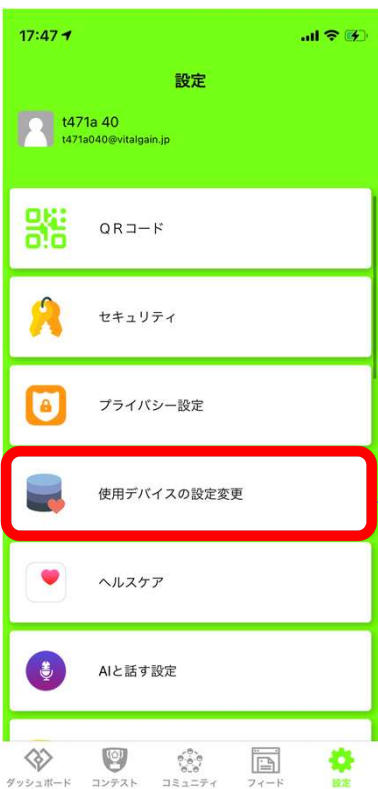 17:47
設定
t471a 40
t471a040@vitalgain.jp
QRコード
セキュリティ
プライバシー設定
使用デバイスの設定変更
ヘルスケア
AIと話す設定
ダッシュボード
コンテスト
コミュニティ
フィード
設定